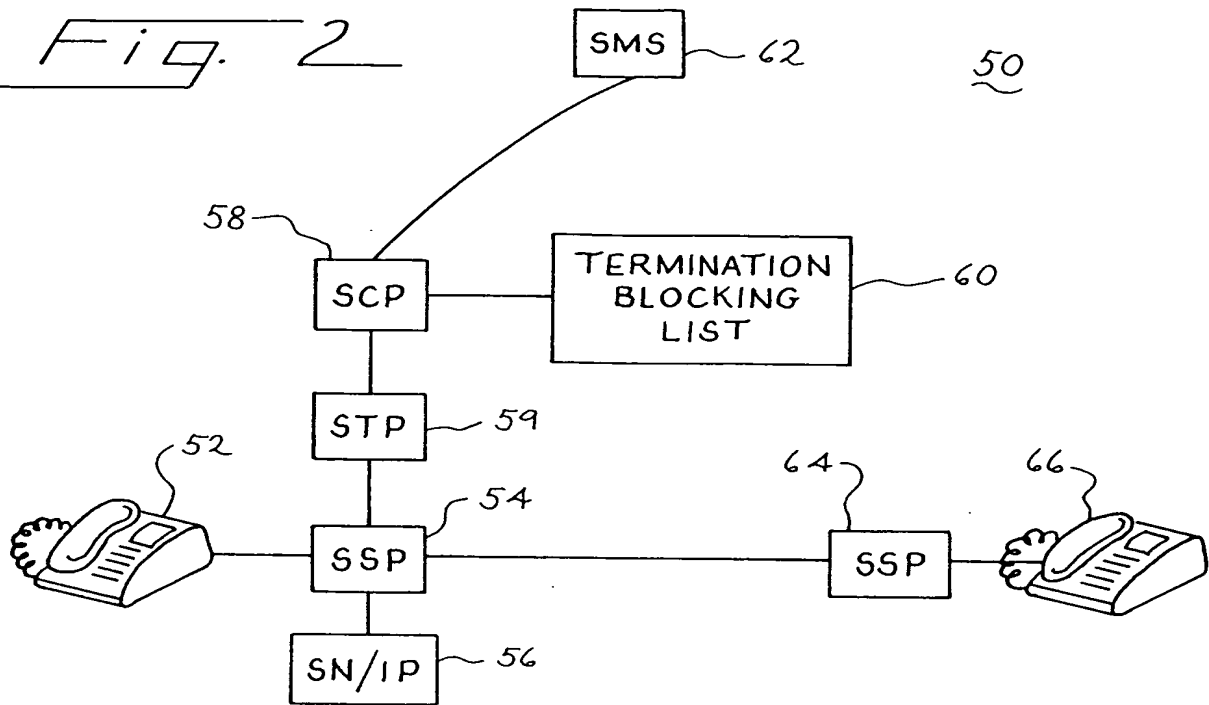 Fig. 2
SMS
62
50
58
SCP
TERMINATION
BLOCKING
LIST
60
STP
59
52
54
64
66
SSP
SSP
SN/IP
56